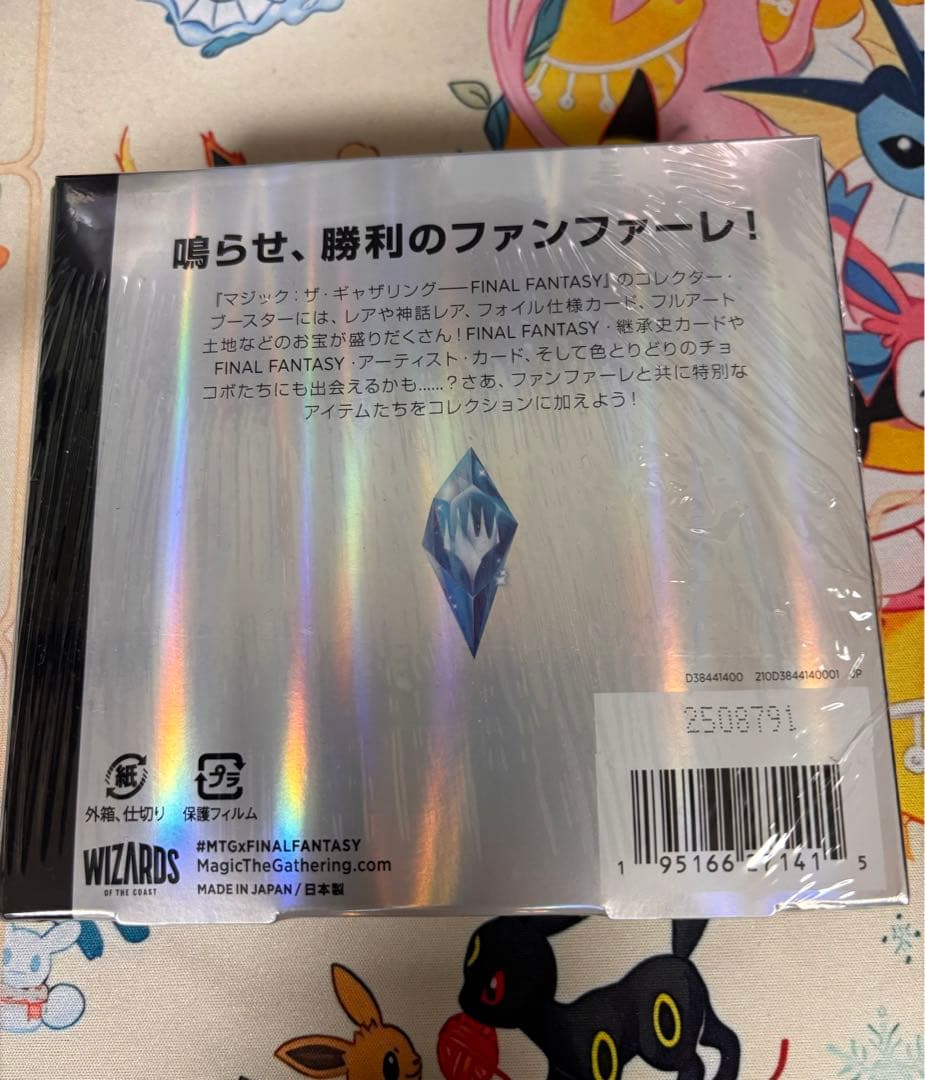 鳴らせ、勝利のファンファーレ！
『マジック：ザ・ギャザリング——FINAL FANTASY』のコレクター・
ブースターには、レアや神話レア、フォイル仕様カード、フルアート
土地などのお宝が盛りだくさん！FINAL FANTASY・継承史カードや
FINAL FANTASY・アーティスト・カード、そして色とりどりのチョ
コボたちにも出会えるかも……？さあ、ファンファーレと共に特別な
アイテムたちをコレクションに加えよう！
D38441400 210D3844140001 JP
2508791
紙 プラ
外箱、仕切り 保護フィルム
WIZARDS
OF THE COAST
#MTGxFINALFANTASY
MagicTheGathering.com
MADE IN JAPAN / 日本製
1 95166 5